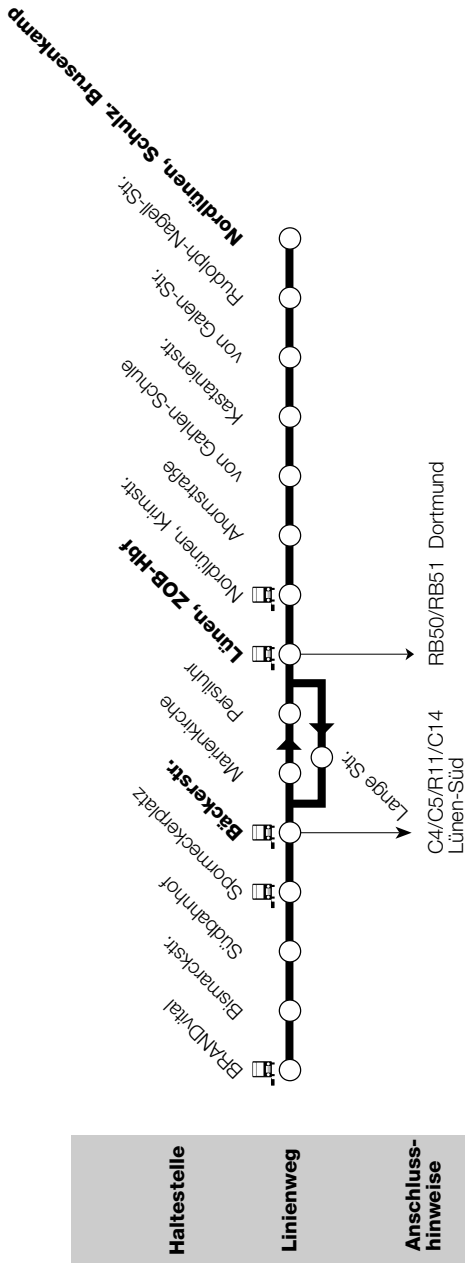 Haltestelle
BRANDvital
Bismarckstr.
Südbahnhof
Spormeckerplatz
Bäckerstr.
Marienkirche
Persiluhr
Lünen, ZOB-Hbf
Nordlünen, Krimstr.
Ahornstraße
von Gahlen-Schule
Kastanienstr.
von Galen-Str.
Rudolph-Nagell-Str.
Nordlünen, Schulz. Brusenkamp
Linienweg
Lange Str.
Anschluss-
hinweise
C4/C5/R11/C14
Lünen-Süd
RB50/RB51 Dortmund